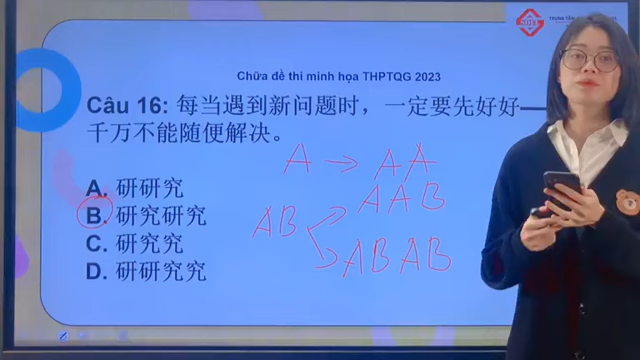 Chữa đề thi minh họa THPTQG 2023
Câu 16: 每当遇到新问题时，一定要先好好——
千万不能随便解决。
A. 研研究
B. 研究研究
C. 研究究
D. 研研究究
A → AA
AAB
AB
ABAB